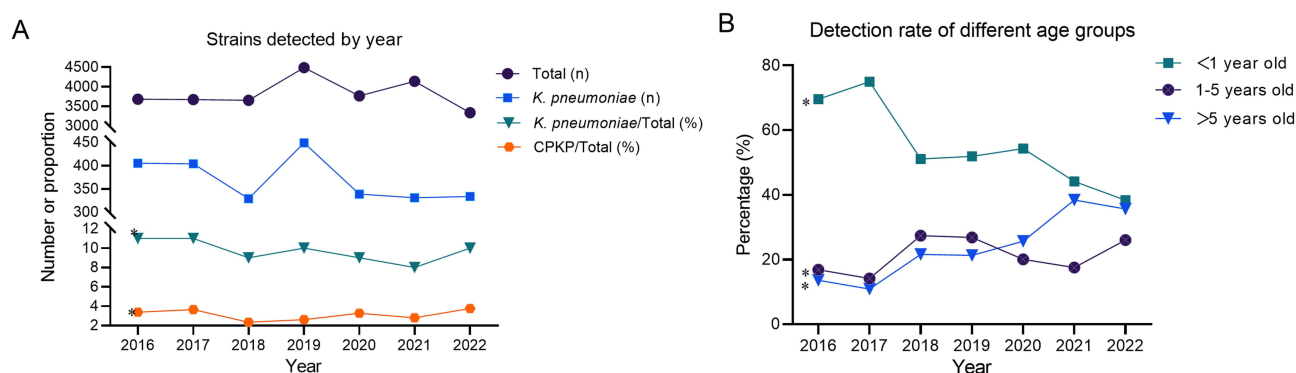 A
Strains detected by year
Number or proportion
4500
4000
3500
3000
450
400
350
300
12
10
8
6
4
2
*
*
2016 2017 2018 2019 2020 2021 2022
Year
Total (n)
K. pneumoniae (n)
K. pneumoniae/Total (%)
CPKP/Total (%)
B
Detection rate of different age groups
Percentage (%)
80
60
40
20
0
*
*
*
2016 2017 2018 2019 2020 2021 2022
Year
<1 year old
1-5 years old
>5 years old